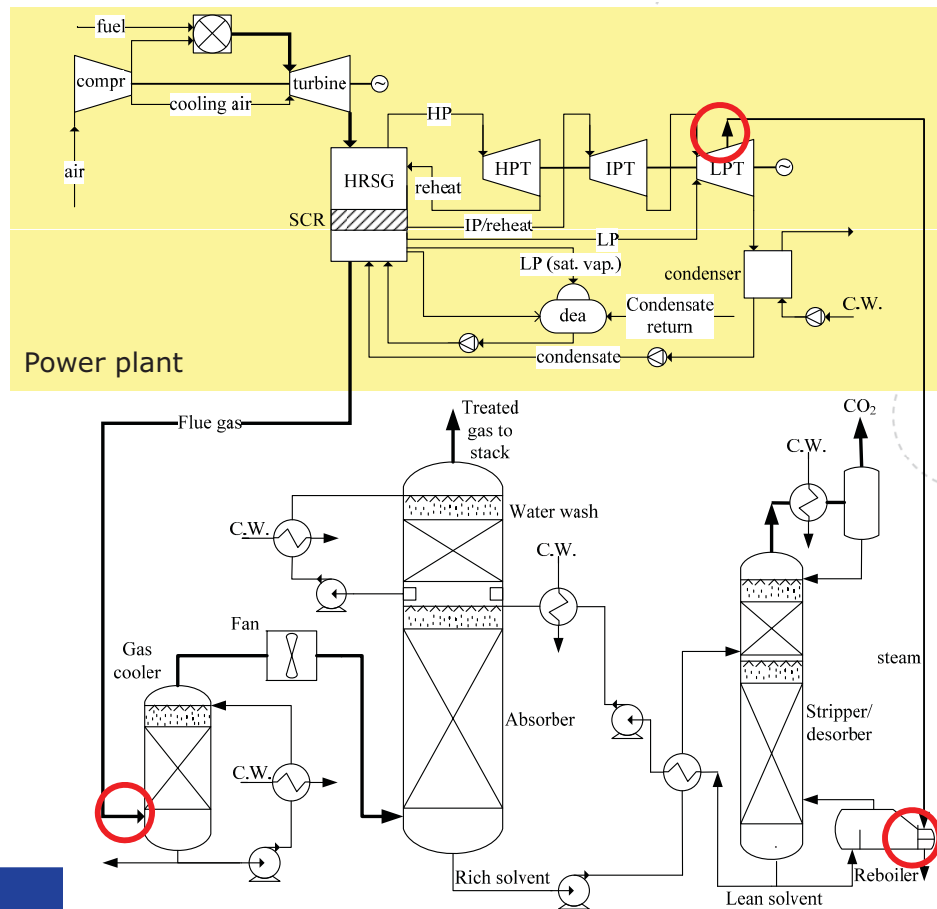 fuel
compr
turbine
~
cooling air
air
HP
HRSG
HPT
IPT
LPT
~
reheat
SCR
IP/reheat
LP
LP (sat. vap.)
condenser
dea
Condensate
return
C.W.
condensate
Power plant
Flue gas
Treated
gas to
stack
CO₂
C.W.
Water wash
C.W.
C.W.
Fan
Gas
cooler
steam
Absorber
Stripper/
desorber
C.W.
Reboiler
Rich solvent
Lean solvent